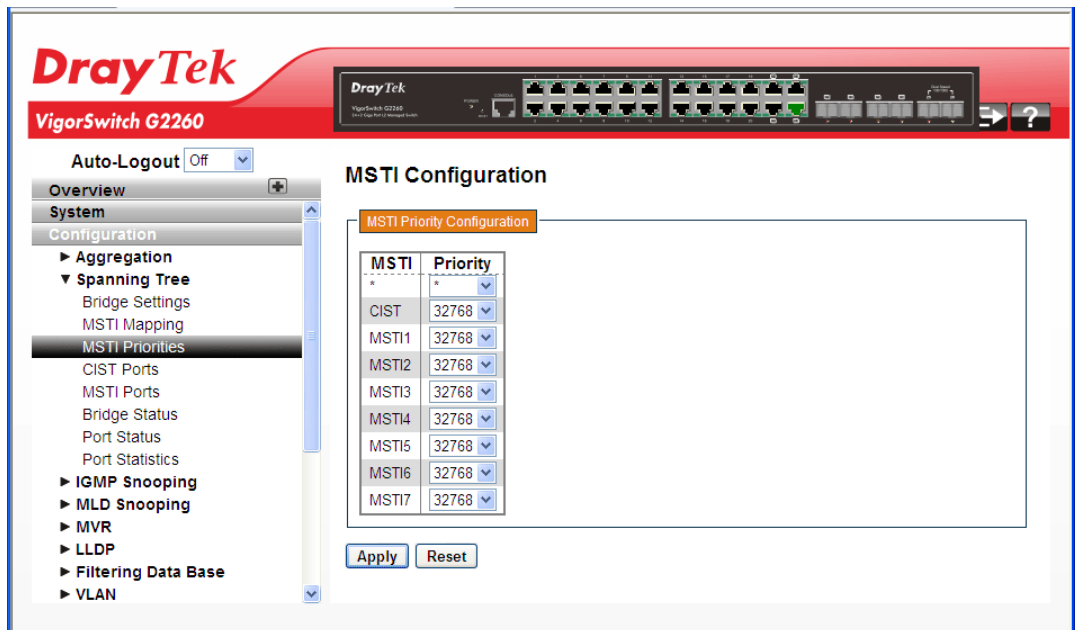 DrayTek
VigorSwitch G2260
DrayTek
VigorSwitch G2260
POWER
CONSOLE
?
Auto-Logout Off
Overview
System
Configuration
► Aggregation
▼ Spanning Tree
Bridge Settings
MSTI Mapping
MSTI Priorities
CIST Ports
MSTI Ports
Bridge Status
Port Status
Port Statistics
► IGMP Snooping
► MLD Snooping
► MVR
► LLDP
► Filtering Data Base
► VLAN
MSTI Configuration
MSTI Priority Configuration
MSTI Priority
* *
CIST 32768
MSTI1 32768
MSTI2 32768
MSTI3 32768
MSTI4 32768
MSTI5 32768
MSTI6 32768
MSTI7 32768
Apply Reset